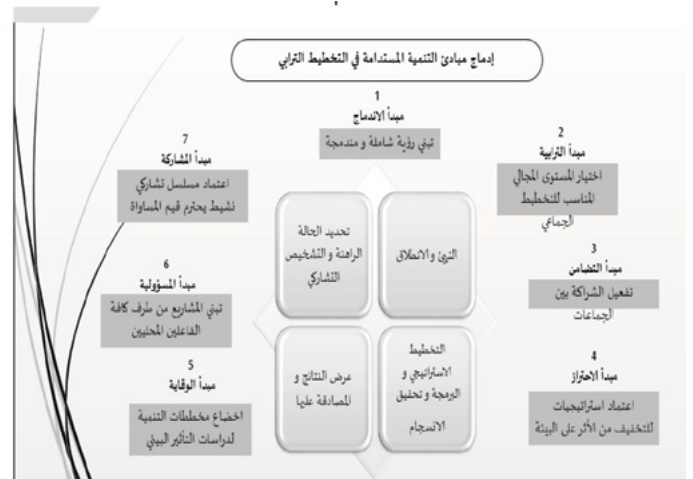 إدماج مبادئ التنمية المستدامة في التخطيط الترابي
1
مبدأ الاندماج
تبني رؤية شاملة و مندمجة
2
مبدأ الترابية
اختيار المستوى المجالي
المناسب للتخطيط
الجماعي
3
مبدأ التضامن
تفعيل الشراكة بين
الجماعات
4
مبدأ الاحتراز
اعتماد استراتيجيات
للتخفيف من الأثر على البيئة
5
مبدأ الوقاية
اخضاع مخططات التنمية
لدراسات التأثير البيئي
6
مبدأ المسؤولية
تبني المشاريع من طرف كافة
الفاعلين المحليين
7
مبدأ المشاركة
اعتماد مسلسل تشاركي
نشيط يحترم قيم المساواة
و الانطلاق
تحديد الحالة
الراهنة و التشخيص
التشاركي
التخطيط
الاستراتيجي و
البرمجة و تحقيق
الانسجام
عرض النتائج و
المصادقة عليها